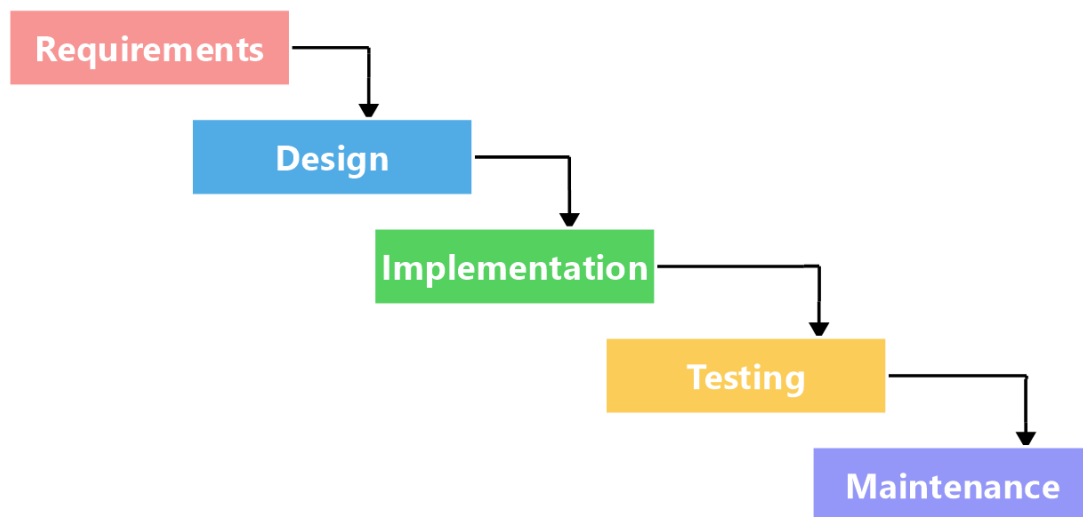 Requirements
Design
Implementation
Testing
Maintenance